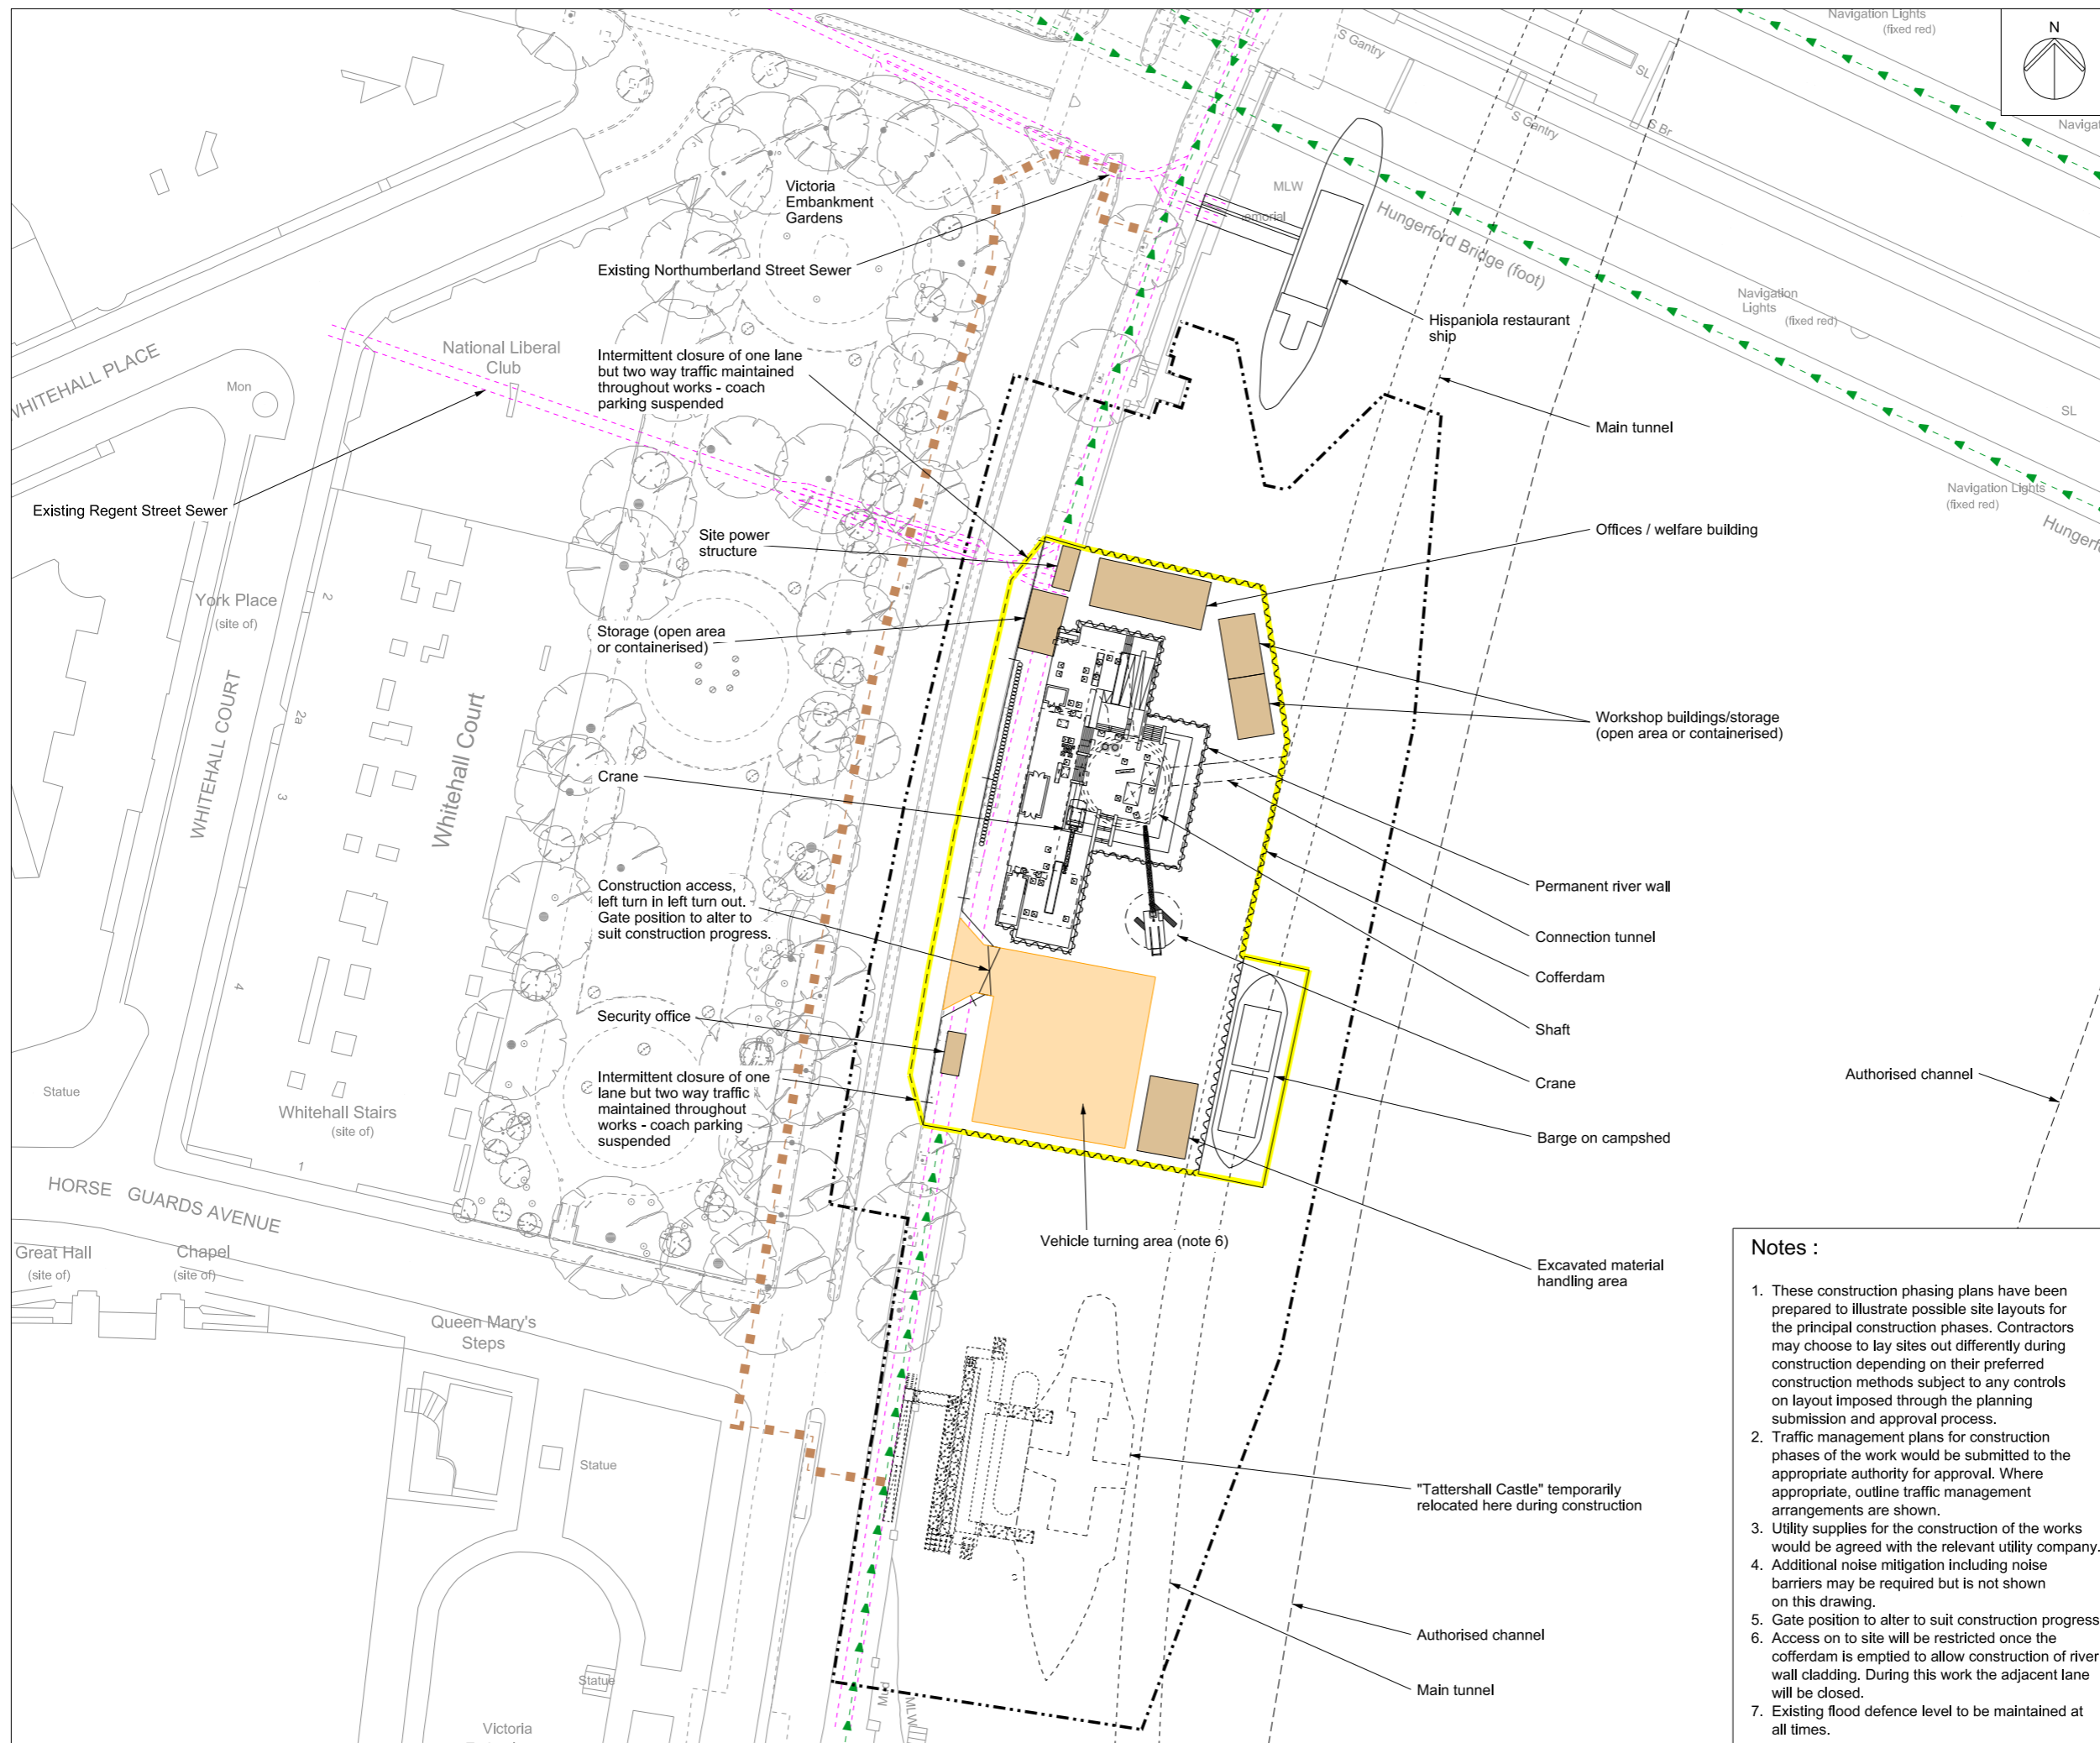 Navigation Lights
(fixed red)
N
S Gantry
SL
S Gantry
S Br
Navigat
MLW
emorial
Hungerford Bridge (foot)
Victoria
Embankment
Gardens
Existing Northumberland Street Sewer
Navigation
Lights
(fixed red)
Hispaniola restaurant
ship
WHITEHALL PLACE
National Liberal
Club
Mon
Intermittent closure of one lane
but two way traffic maintained
throughout works - coach
parking suspended
Main tunnel
SL
Navigation Lights
(fixed red)
Hungerf
Existing Regent Street Sewer
Site power
structure
Offices / welfare building
York Place
(site of)
2
Storage (open area
or containerised)
WHITEHALL COURT
2a
Whitehall Court
Workshop buildings/storage
(open area or containerised)
3
Crane
Construction access,
left turn in left turn out.
Gate position to alter to
suit construction progress.
Permanent river wall
Connection tunnel
Cofferdam
4
Security office
Shaft
Statue
Intermittent closure of one
lane but two way traffic
maintained throughout
works - coach parking
suspended
Crane
Authorised channel
Whitehall Stairs
(site of)
Barge on campshed
1
HORSE GUARDS AVENUE
Great Hall
(site of)
Chapel
(site of)
Vehicle turning area (note 6)
Excavated material
handling area
Queen Mary's
Steps
Statue
"Tattershall Castle" temporarily
relocated here during construction
Authorised channel
Statue
Mud
MLW
Main tunnel
Victoria
Notes :
1. These construction phasing plans have been
prepared to illustrate possible site layouts for
the principal construction phases. Contractors
may choose to lay sites out differently during
construction depending on their preferred
construction methods subject to any controls
on layout imposed through the planning
submission and approval process.
2. Traffic management plans for construction
phases of the work would be submitted to the
appropriate authority for approval. Where
appropriate, outline traffic management
arrangements are shown.
3. Utility supplies for the construction of the works
would be agreed with the relevant utility company.
4. Additional noise mitigation including noise
barriers may be required but is not shown
on this drawing.
5. Gate position to alter to suit construction progress
6. Access on to site will be restricted once the
cofferdam is emptied to allow construction of river
wall cladding. During this work the adjacent lane
will be closed.
7. Existing flood defence level to be maintained at
all times.